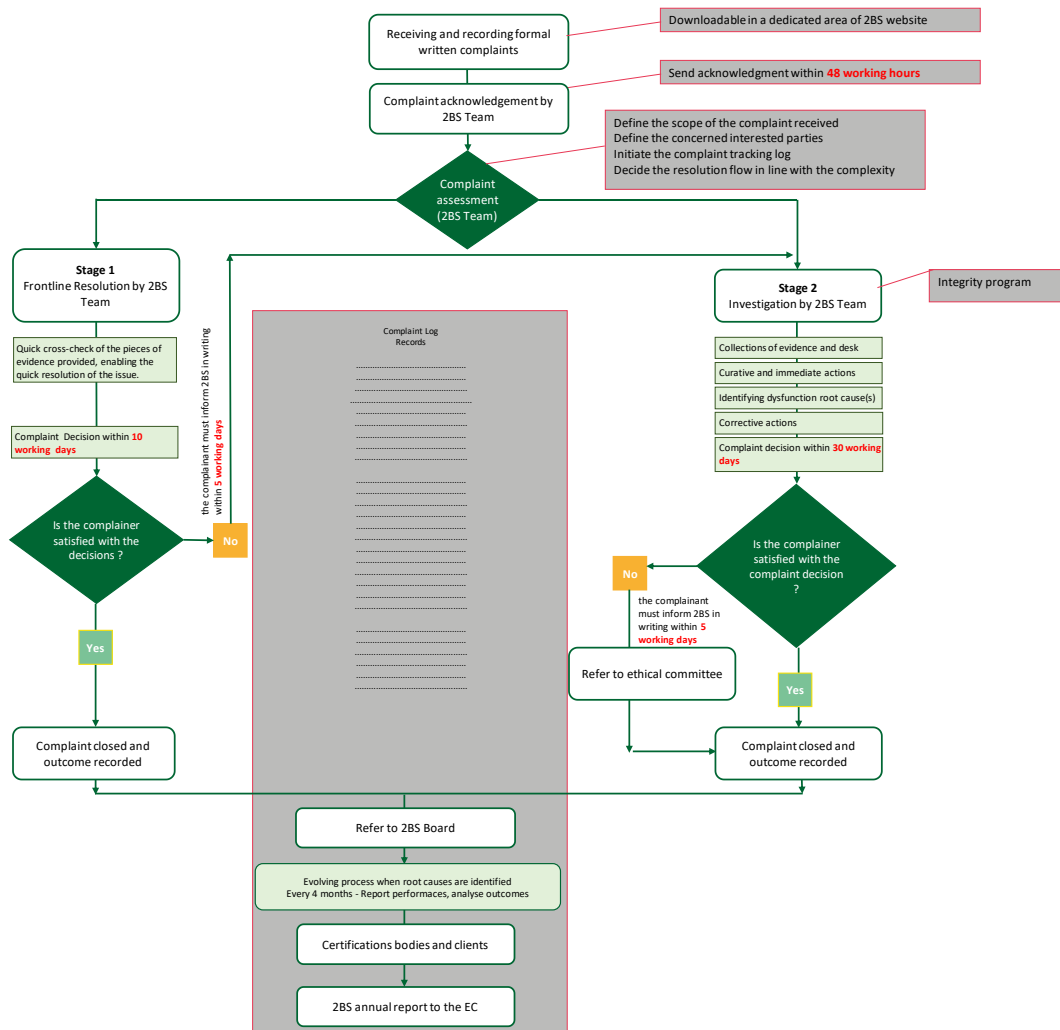 Receiving and recording formal
written complaints
Downloadable in a dedicated area of 2BS website
Send acknowledgment within 48 working hours
Complaint acknowledgement by
2BS Team
Define the scope of the complaint received
Define the concerned interested parties
Initiate the complaint tracking log
Decide the resolution flow in line with the complexity
Complaint
assessment
(2BS Team)
Stage 1
Frontline Resolution by 2BS
Team
Quick cross-check of the pieces of
evidence provided, enabling the
quick resolution of the issue.
Complaint Decision within 10
working days
Is the complainer
satisfied with the
decisions ?
No
the complainant must inform 2BS in writing
within 5 working days
Yes
Complaint closed and
outcome recorded
Complaint Log
Records
Stage 2
Investigation by 2BS Team
Integrity program
Collections of evidence and desk
Curative and immediate actions
Identifying dysfunction root cause(s)
Corrective actions
Complaint decision within 30 working
days
Is the complainer
satisfied with the
complaint decision
?
No
the complainant
must inform 2BS in
writing within 5
working days
Refer to ethical committee
Yes
Complaint closed and
outcome recorded
Refer to 2BS Board
Evolving process when root causes are identified
Every 4 months - Report performaces, analyse outcomes
Certifications bodies and clients
2BS annual report to the EC